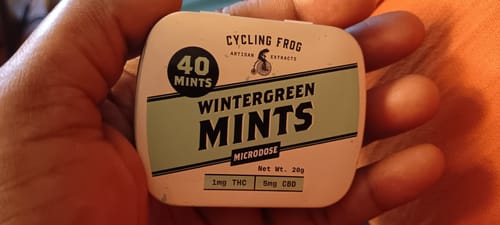 CYCLING FROG
ARTISAN EXTRACTS
40
MINTS
WINTERGREEN
MINTS
MICRODOSE
Net Wt. 20g
1mg THC 5mg CBD